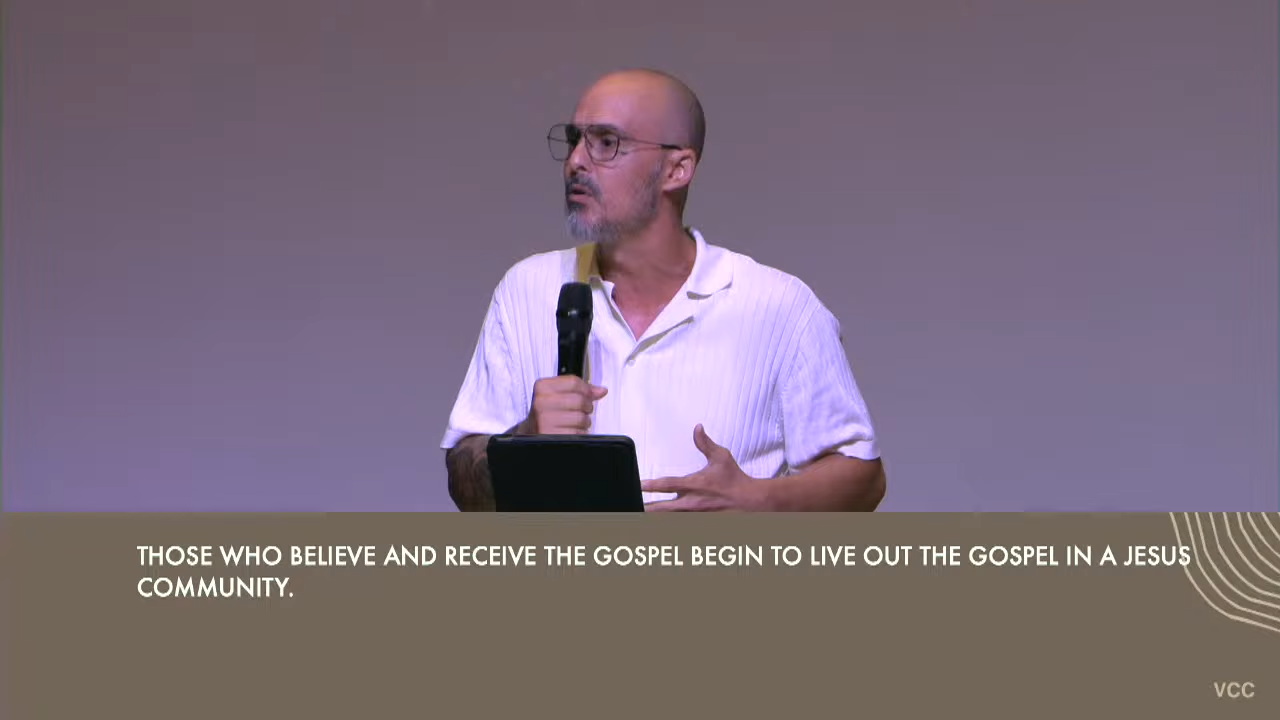 THOSE WHO BELIEVE AND RECEIVE THE GOSPEL BEGIN TO LIVE OUT THE GOSPEL IN A JESUS
COMMUNITY.
VCC